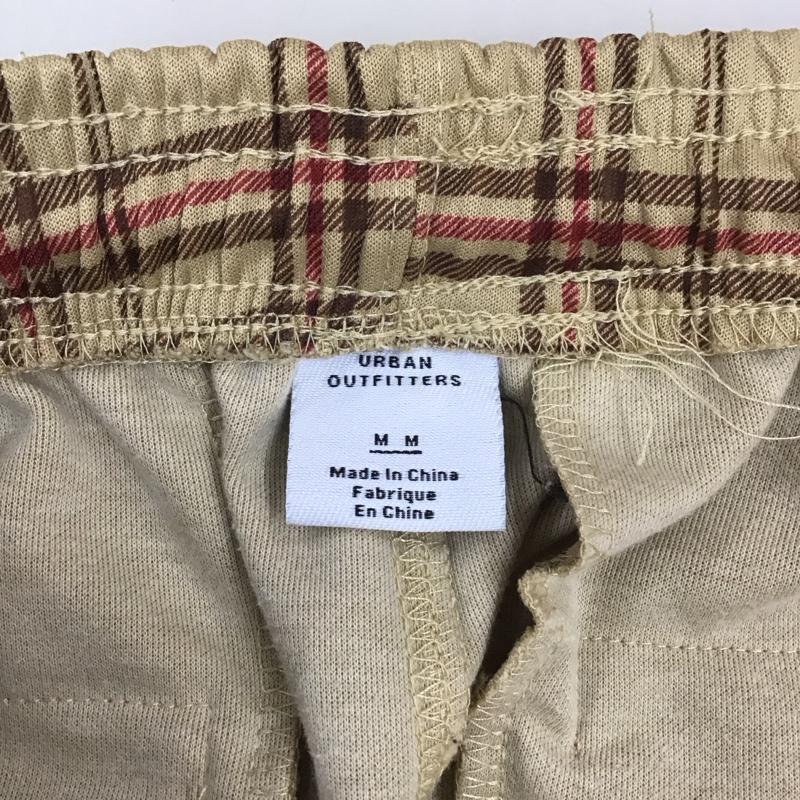 URBAN
OUTFITTERS
M M
Made In China
Fabrique
En Chine